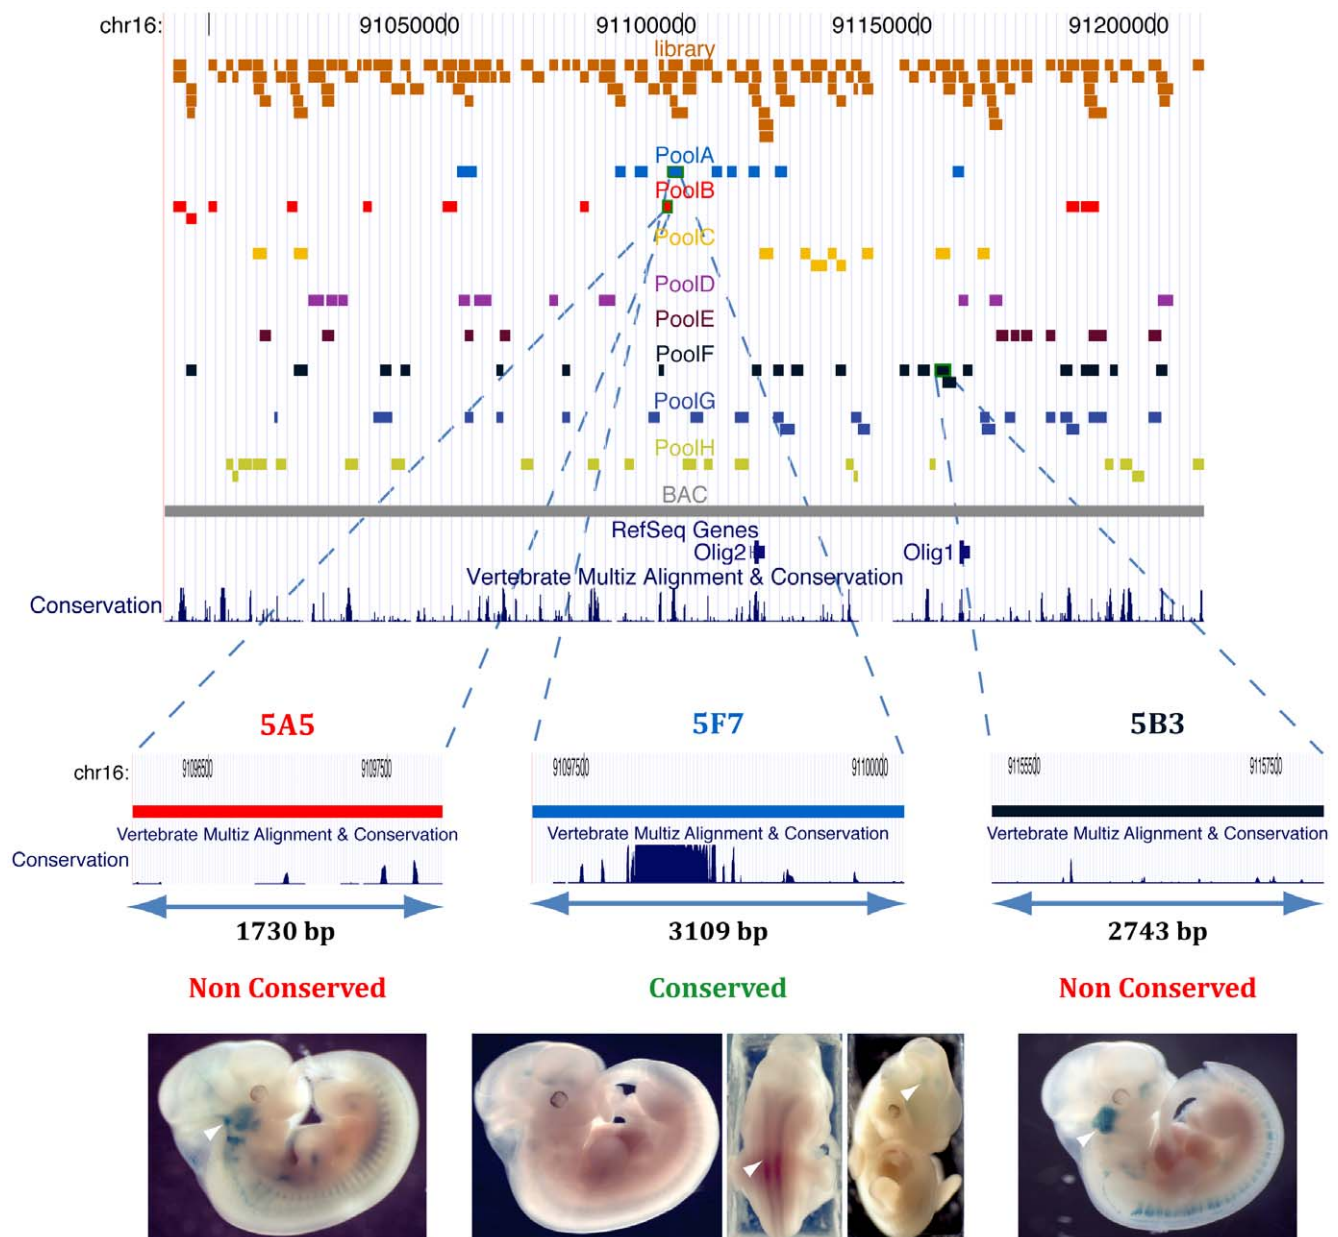 chr16: 91050000 91100000 91150000 91200000
library
PoolA
PoolB
PoolC
PoolD
PoolE
PoolF
PoolG
PoolH
BAC
RefSeq Genes
Olig2 Olig1
Vertebrate Multiz Alignment & Conservation
Conservation
5A5 5F7 5B3
chr16: 91096500 91097500 91097500 91100000 91155500 91157500
Vertebrate Multiz Alignment & Conservation Vertebrate Multiz Alignment & Conservation Vertebrate Multiz Alignment & Conservation
Conservation
1730 bp 3109 bp 2743 bp
Non Conserved Conserved Non Conserved